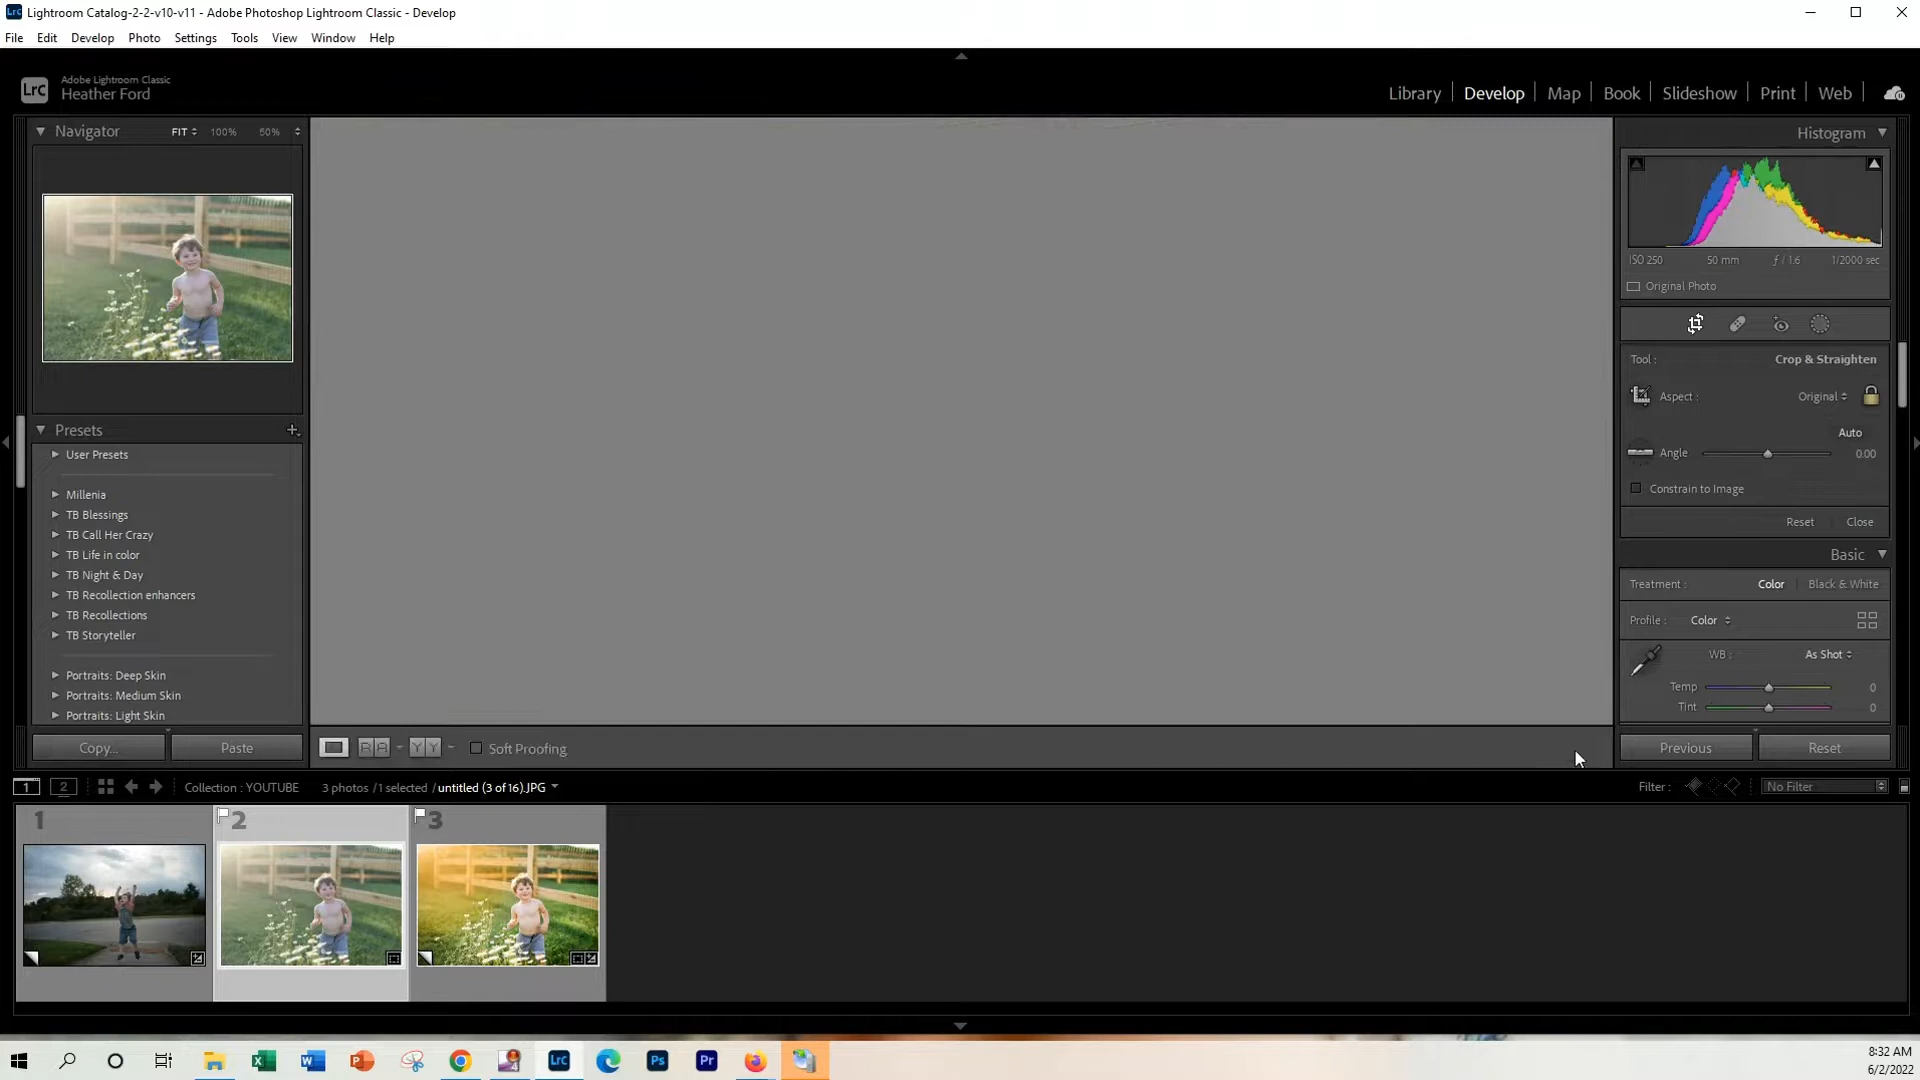 Lrc Lightroom Catalog-2-2-v10-v11 - Adobe Photoshop Lightroom Classic - Develop
File Edit Develop Photo Settings Tools View Window Help
LrC Adobe Lightroom Classic
Heather Ford
Library Develop Map Book Slideshow Print Web
Navigator FIT 100% 50%
Histogram
ISO 250 50 mm ƒ / 1.6 1/2000 sec
Original Photo
Tool : Crop & Straighten
Aspect : Original
Auto
Angle 0.00
Constrain to Image
Reset Close
Basic
Treatment : Color Black & White
Profile : Color
WB : As Shot
Temp 0
Tint 0
Previous Reset
Presets
User Presets
Millenia
TB Blessings
TB Call Her Crazy
TB Life in color
TB Night & Day
TB Recollection enhancers
TB Recollections
TB Storyteller
Portraits: Deep Skin
Portraits: Medium Skin
Portraits: Light Skin
Copy... Paste
RA YY Soft Proofing
1 2 Collection : YOUTUBE 3 photos / 1 selected / untitled (3 of 16).JPG Filter : No Filter
1 2 3
LrC Ps Pr
8:32 AM
6/2/2022